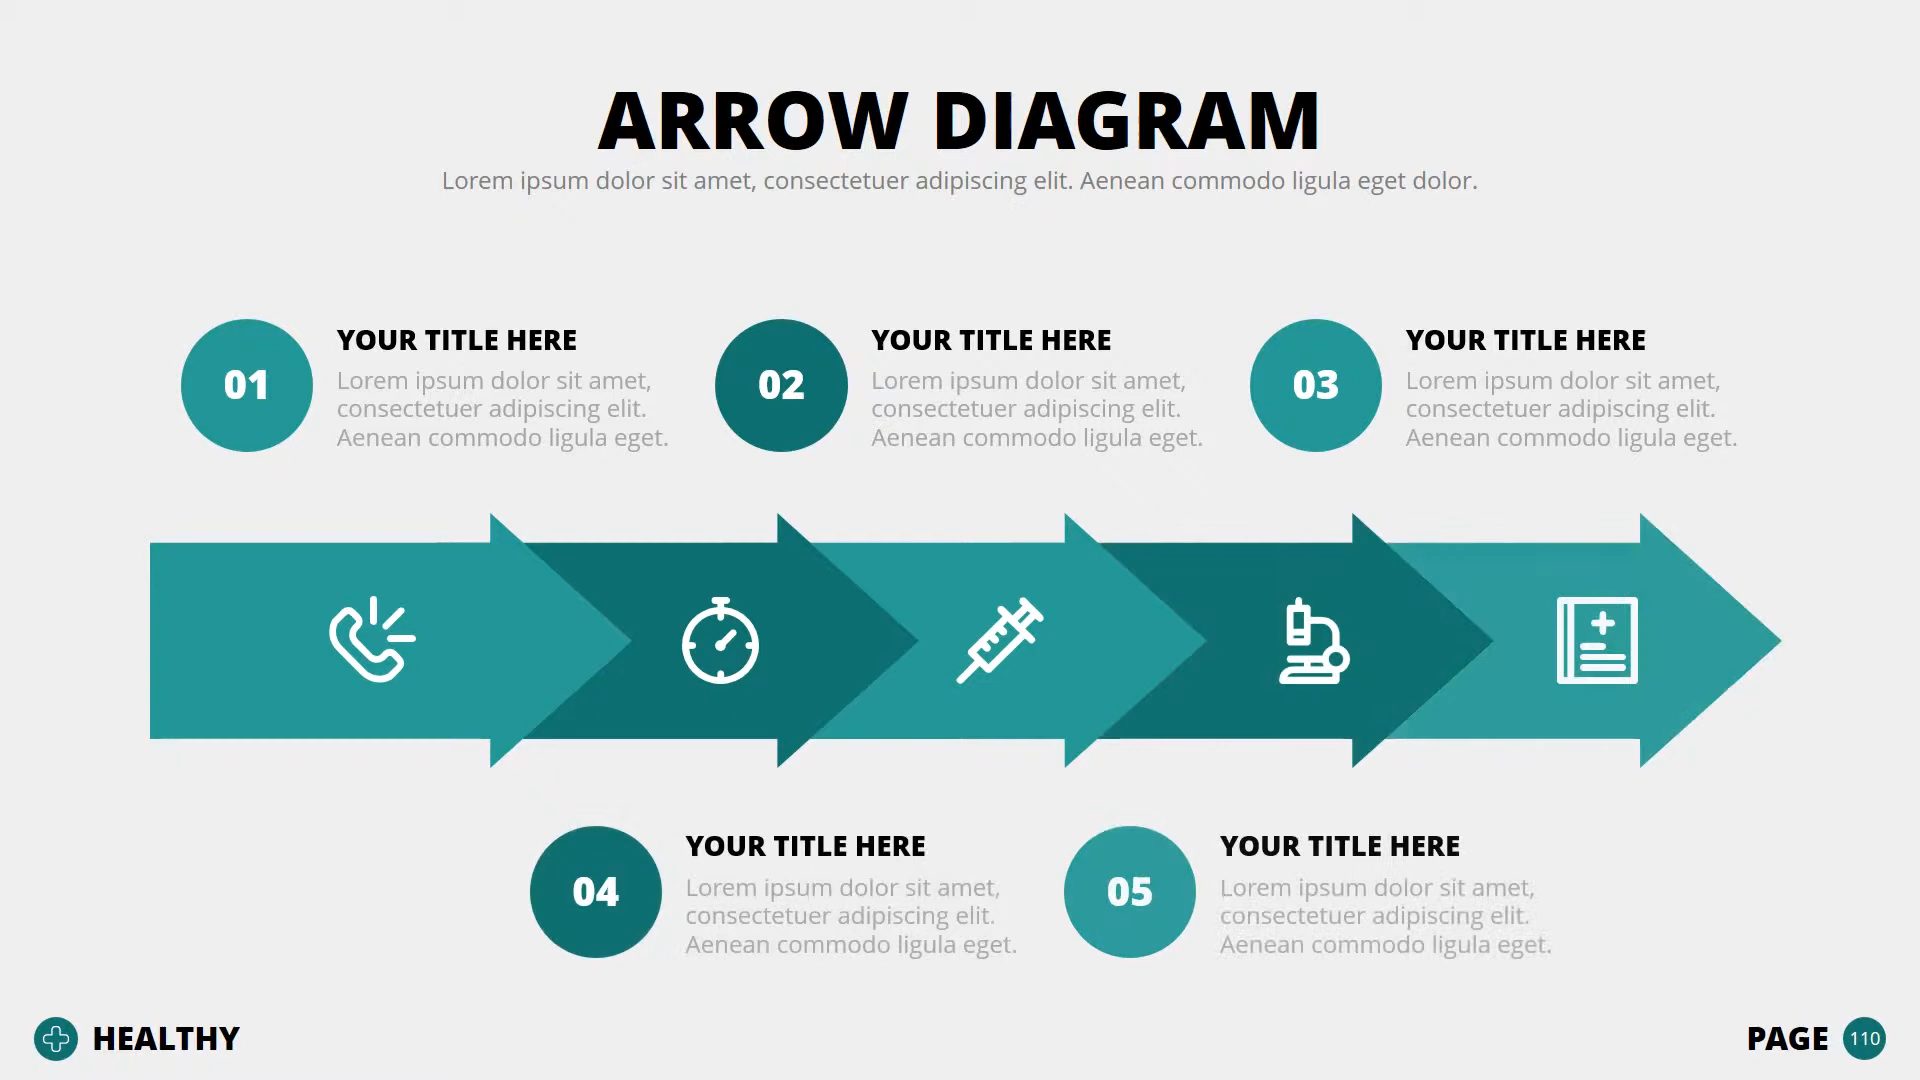 ARROW DIAGRAM
Lorem ipsum dolor sit amet, consectetuer adipiscing elit. Aenean commodo ligula eget dolor.
01
YOUR TITLE HERE
Lorem ipsum dolor sit amet,
consectetuer adipiscing elit.
Aenean commodo ligula eget.
02
YOUR TITLE HERE
Lorem ipsum dolor sit amet,
consectetuer adipiscing elit.
Aenean commodo ligula eget.
03
YOUR TITLE HERE
Lorem ipsum dolor sit amet,
consectetuer adipiscing elit.
Aenean commodo ligula eget.
04
YOUR TITLE HERE
Lorem ipsum dolor sit amet,
consectetuer adipiscing elit.
Aenean commodo ligula eget.
05
YOUR TITLE HERE
Lorem ipsum dolor sit amet,
consectetuer adipiscing elit.
Aenean commodo ligula eget.
HEALTHY
PAGE 110